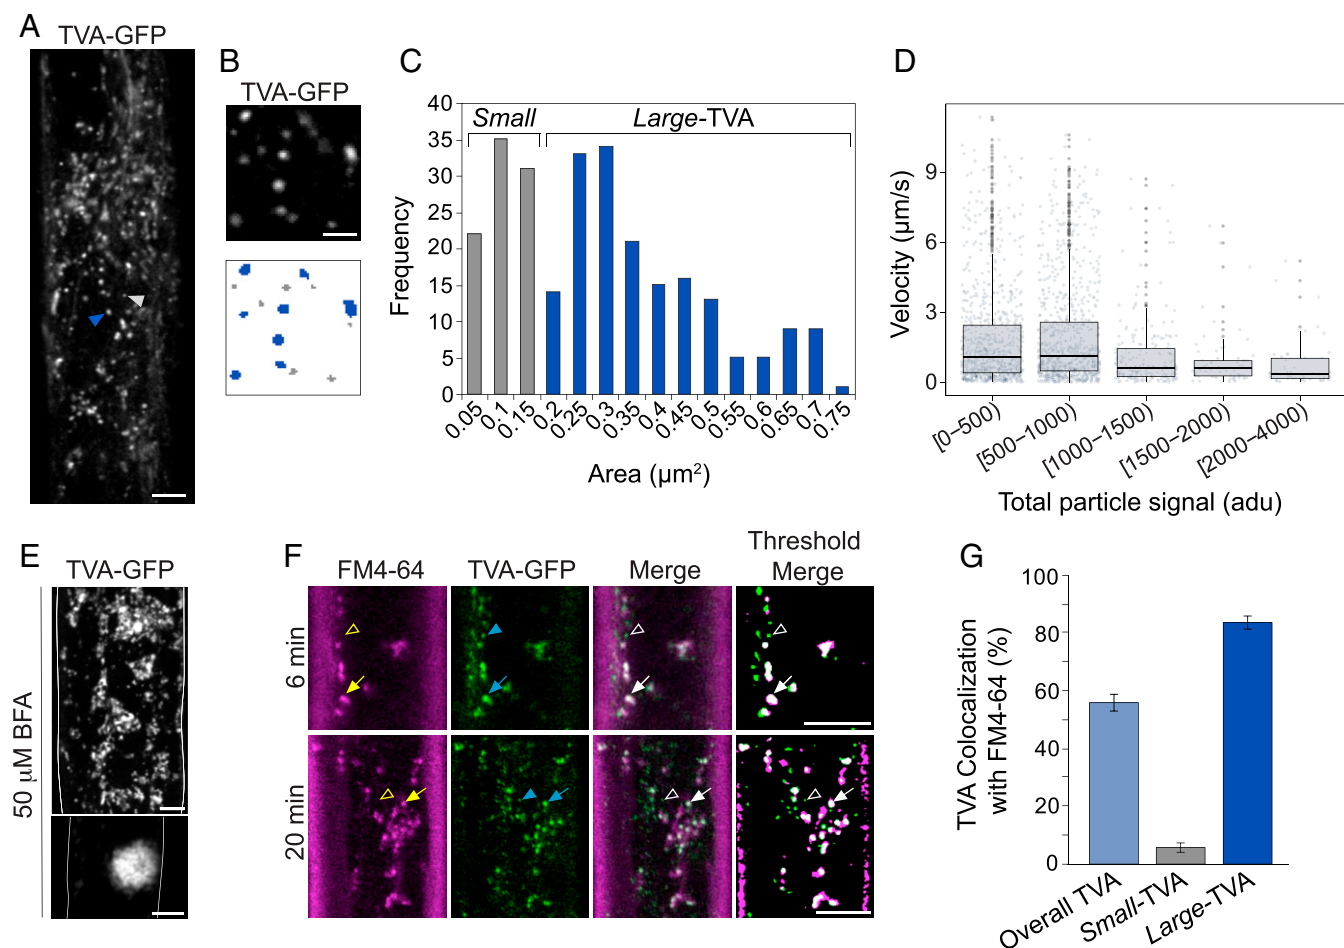 A
TVA-GFP
B
TVA-GFP
C
Small
Large-TVA
40
35
30
25
20
15
10
5
0
Frequency
0.05
0.1
0.15
0.2
0.25
0.3
0.35
0.4
0.45
0.5
0.55
0.6
0.65
0.7
0.75
Area (µm²)
D
Velocity (µm/s)
9
6
3
0
[0–500)
[500–1000)
[1000–1500)
[1500–2000)
[2000–4000)
Total particle signal (adu)
E
TVA-GFP
50 µM BFA
F
FM4-64
TVA-GFP
Merge
Threshold
Merge
6 min
20 min
G
TVA Colocalization
with FM4-64 (%)
100
80
60
40
20
0
Overall TVA
Small-TVA
Large-TVA